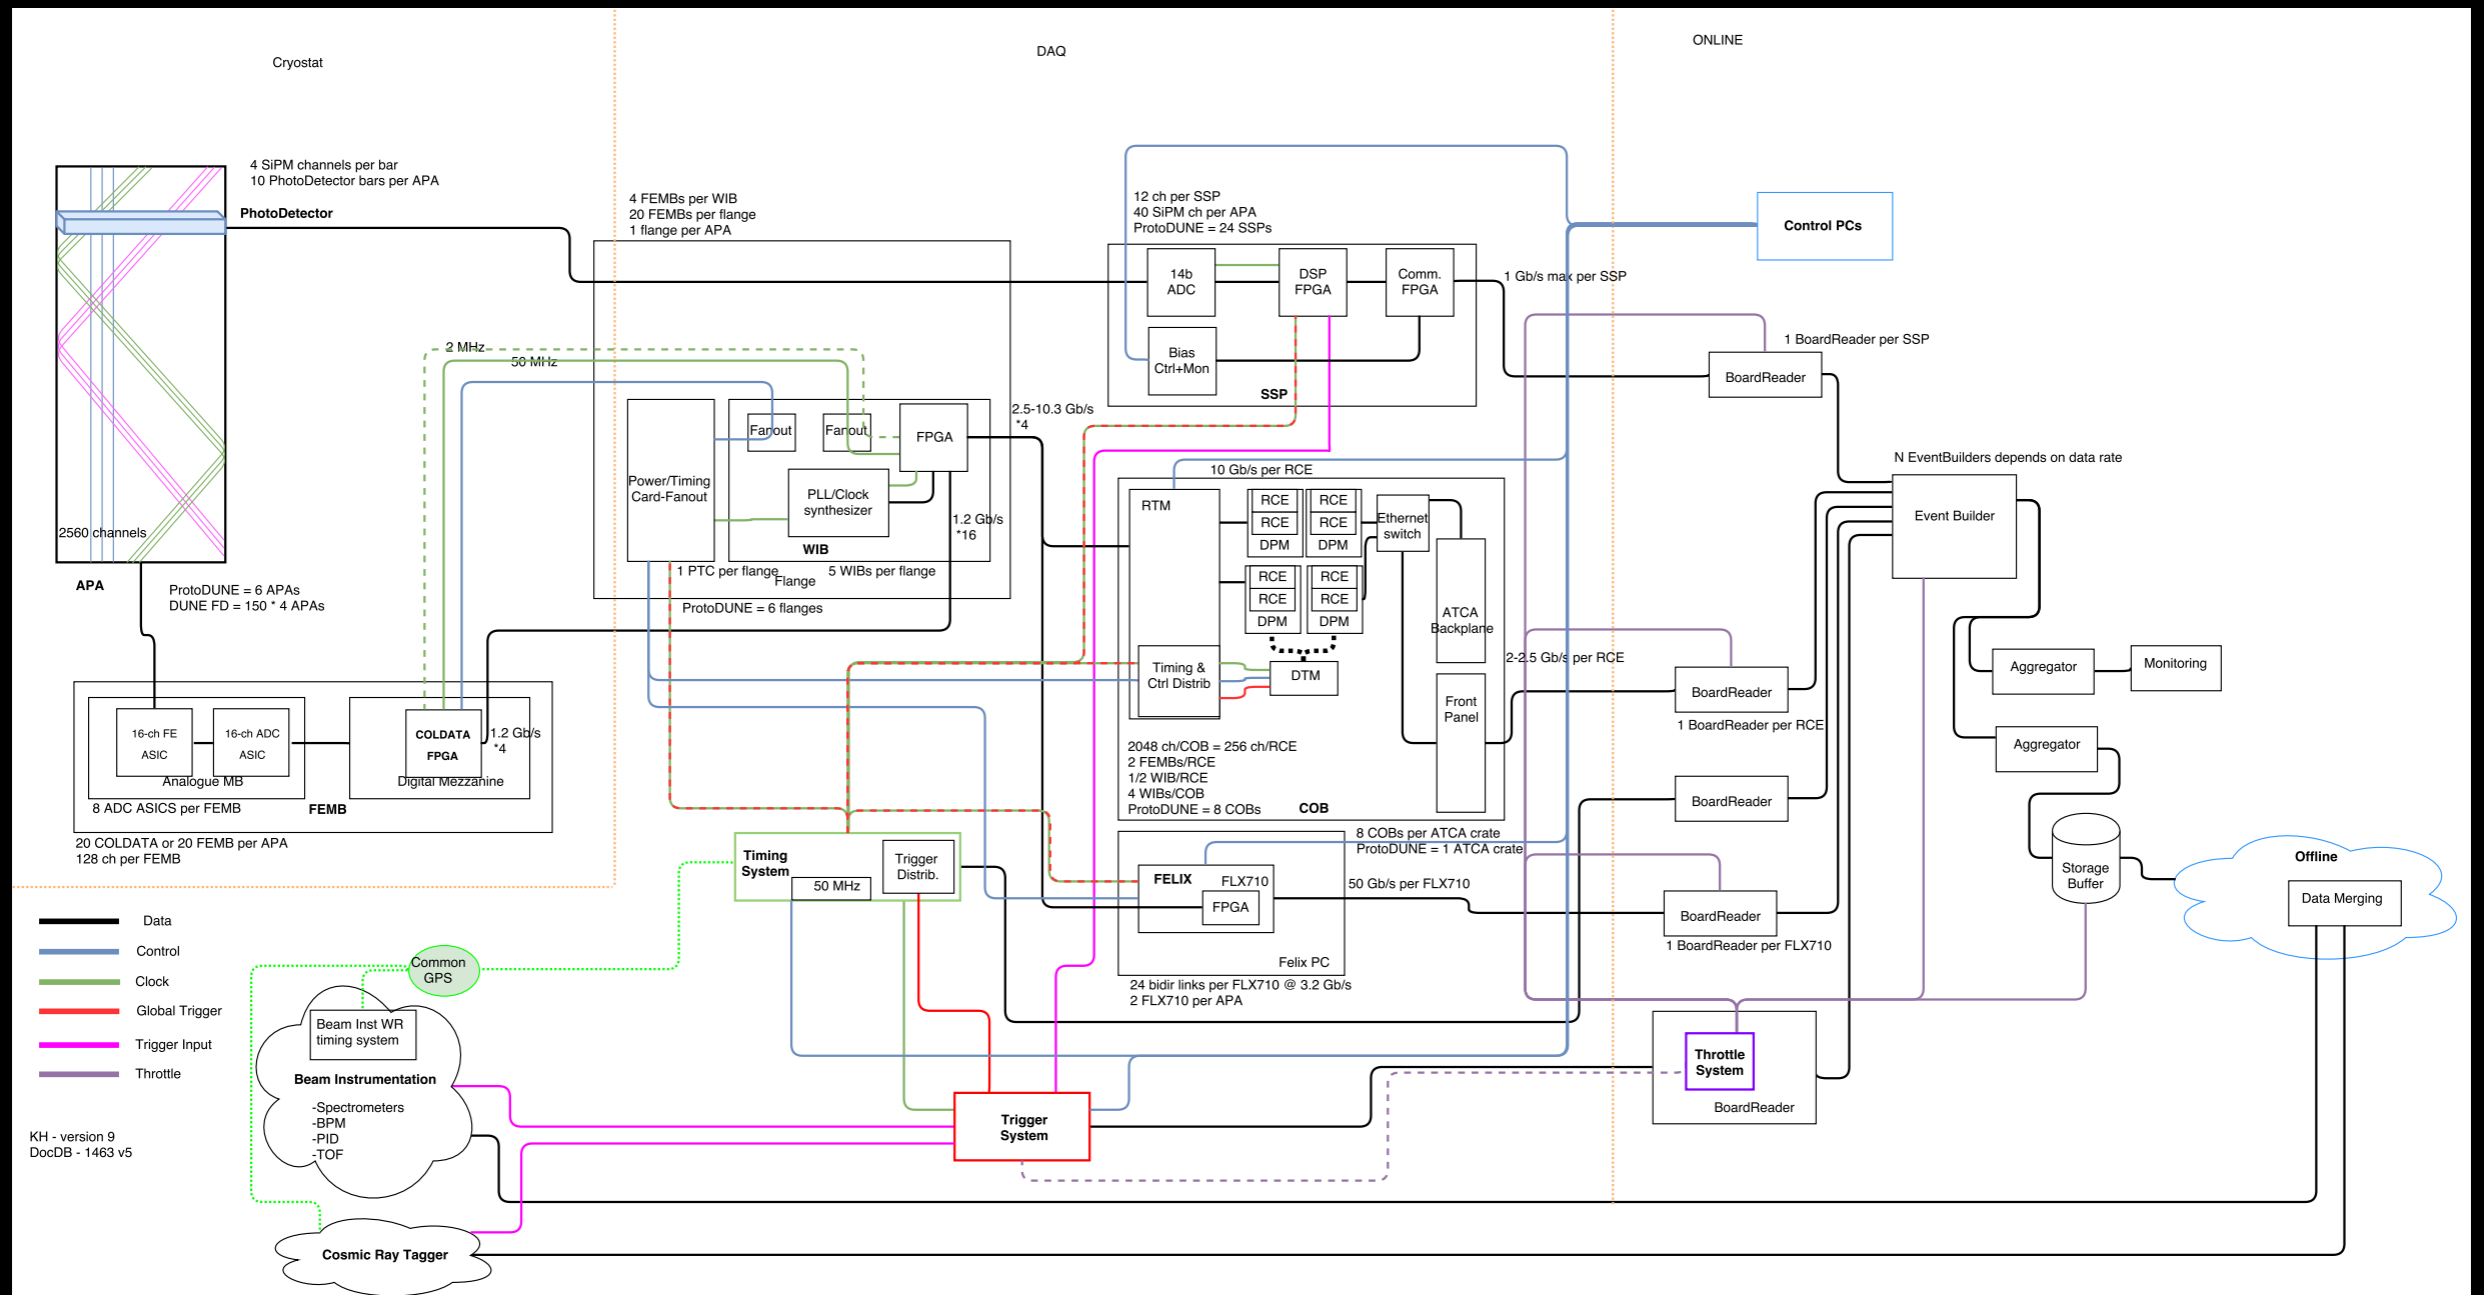 Cryostat
DAQ
ONLINE
4 SiPM channels per bar
10 PhotoDetector bars per APA
PhotoDetector
2560 channels
APA
ProtoDUNE = 6 APAs
DUNE FD = 150 * 4 APAs
2 MHz
50 MHz
16-ch FE
ASIC
16-ch ADC
ASIC
Analogue MB
COLDATA
FPGA
1.2 Gb/s
*4
Digital Mezzanine
8 ADC ASICS per FEMB
FEMB
20 COLDATA or 20 FEMB per APA
128 ch per FEMB
4 FEMBs per WIB
20 FEMBs per flange
1 flange per APA
Power/Timing
Card-Fanout
Fanout
Fanout
FPGA
PLL/Clock
synthesizer
WIB
2.5-10.3 Gb/s
*4
1.2 Gb/s
*16
1 PTC per flange
5 WIBs per flange
Flange
ProtoDUNE = 6 flanges
12 ch per SSP
40 SiPM ch per APA
ProtoDUNE = 24 SSPs
14b
ADC
DSP
FPGA
Comm.
FPGA
Bias
Ctrl+Mon
SSP
1 Gb/s max per SSP
10 Gb/s per RCE
RTM
RCE
RCE
DPM
RCE
RCE
DPM
RCE
RCE
DPM
RCE
RCE
DPM
Ethernet
switch
ATCA
Backplane
Timing &
Ctrl Distrib
DTM
Front
Panel
2-2.5 Gb/s per RCE
2048 ch/COB = 256 ch/RCE
2 FEMBs/RCE
1/2 WIB/RCE
4 WIBs/COB
ProtoDUNE = 8 COBs
COB
8 COBs per ATCA crate
ProtoDUNE = 1 ATCA crate
FELIX
FLX710
FPGA
Felix PC
50 Gb/s per FLX710
24 bidir links per FLX710 @ 3.2 Gb/s
2 FLX710 per APA
Timing
System
50 MHz
Trigger
Distrib.
Trigger
System
Control PCs
1 BoardReader per SSP
BoardReader
N EventBuilders depends on data rate
Event Builder
BoardReader
1 BoardReader per RCE
BoardReader
BoardReader
1 BoardReader per FLX710
Throttle
System
BoardReader
Aggregator
Monitoring
Aggregator
Storage
Buffer
Offline
Data Merging
Data
Control
Clock
Global Trigger
Trigger Input
Throttle
KH - version 9
DocDB - 1463 v5
Common
GPS
Beam Inst WR
timing system
Beam Instrumentation
-Spectrometers
-BPM
-PID
-TOF
Cosmic Ray Tagger